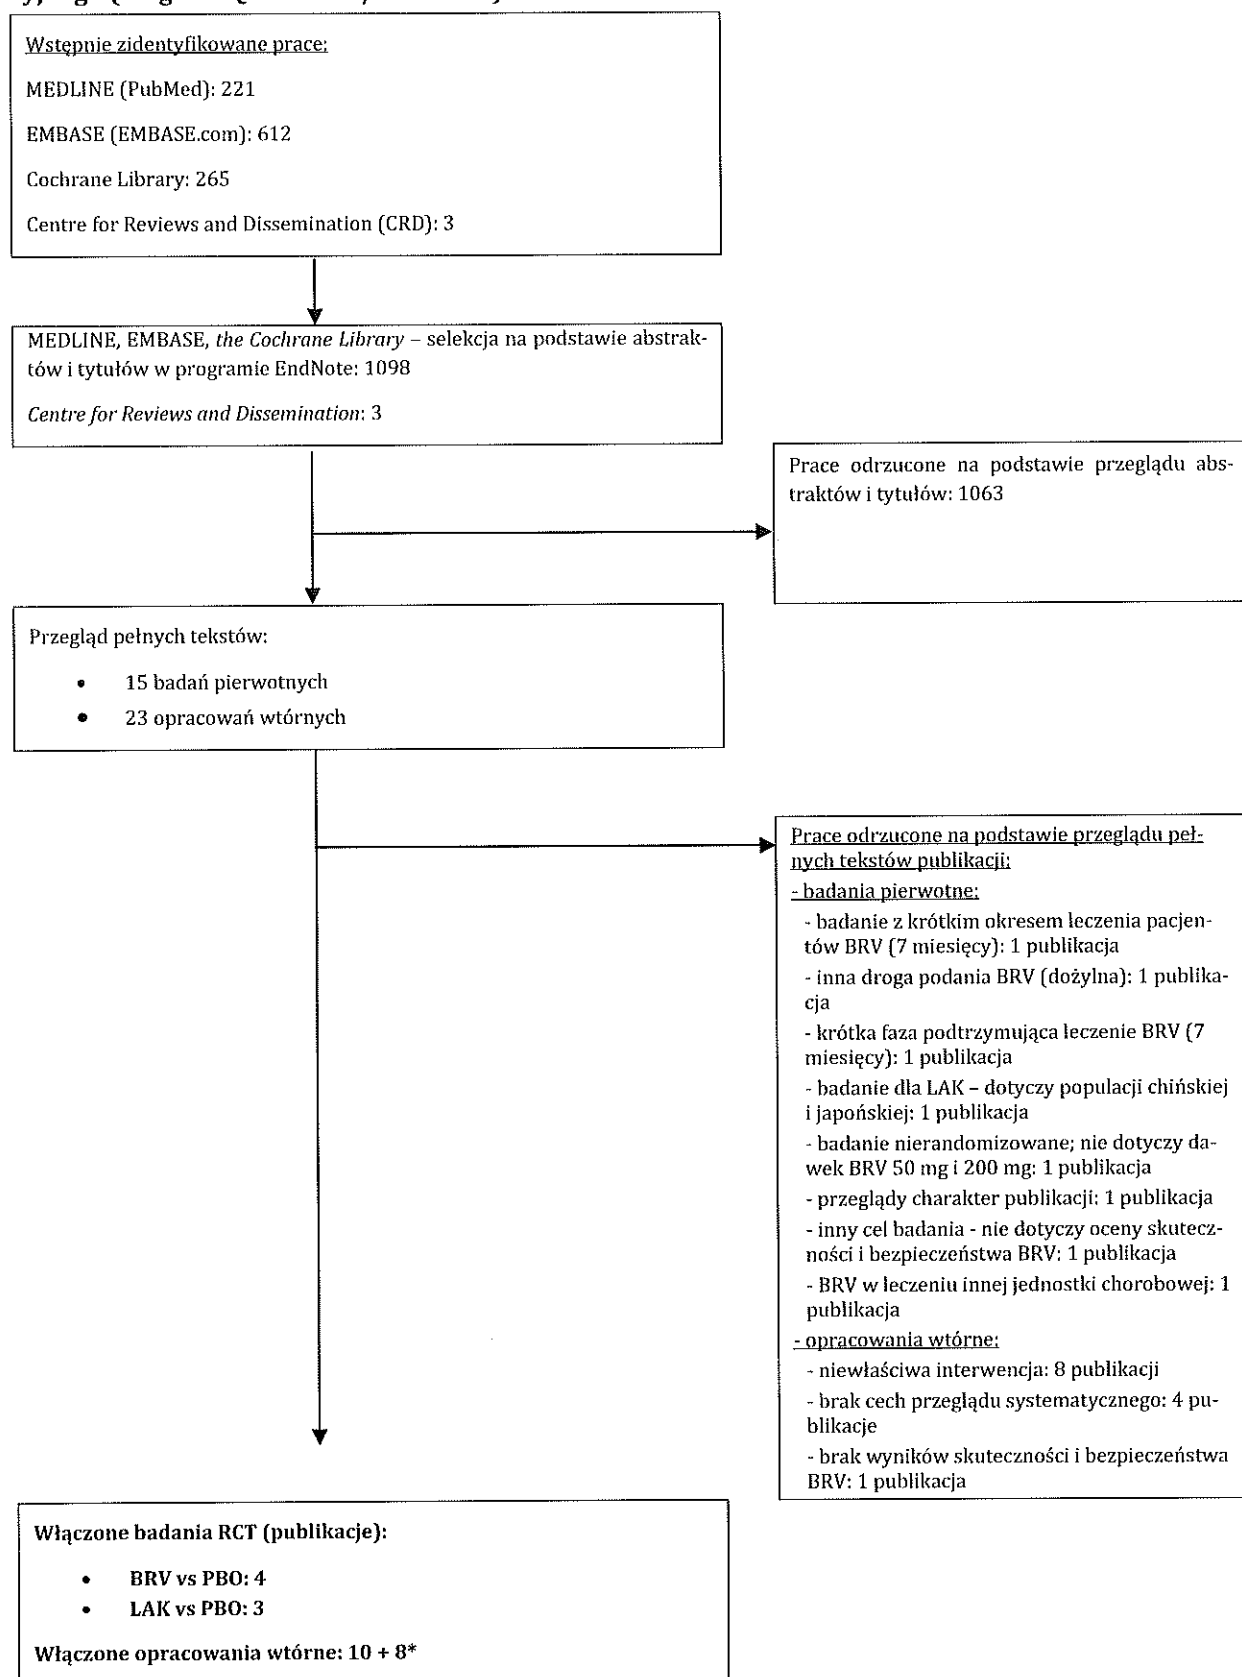 Wstępnie zidentyfikowane prace:
MEDLINE (PubMed): 221
EMBASE (EMBASE.com): 612
Cochrane Library: 265
Centre for Reviews and Dissemination (CRD): 3
MEDLINE, EMBASE, the Cochrane Library – selekcja na podstawie abstrak-
tów i tytułów w programie EndNote: 1098
Centre for Reviews and Dissemination: 3
Prace odrzucone na podstawie przeglądu abs-
traktów i tytułów: 1063
Przegląd pełnych tekstów:
• 15 badań pierwotnych
• 23 opracowań wtórnych
Prace odrzucone na podstawie przeglądu peł-
nych tekstów publikacji:
- badania pierwotne:
- badanie z krótkim okresem leczenia pacjen-
tów BRV (7 miesięcy): 1 publikacja
- inna droga podania BRV (dożylna): 1 publika-
cja
- krótka faza podtrzymująca leczenie BRV (7
miesięcy): 1 publikacja
- badanie dla LAK – dotyczy populacji chińskiej
i japońskiej: 1 publikacja
- badanie nierandomizowane; nie dotyczy da-
wek BRV 50 mg i 200 mg: 1 publikacja
- przeglądy charakter publikacji: 1 publikacja
- inny cel badania - nie dotyczy oceny skutecz-
ności i bezpieczeństwa BRV: 1 publikacja
- BRV w leczeniu innej jednostki chorobowej: 1
publikacja
- opracowania wtórne:
- niewłaściwa interwencja: 8 publikacji
- brak cech przeglądu systematycznego: 4 pu-
blikacje
- brak wyników skuteczności i bezpieczeństwa
BRV: 1 publikacja
Włączone badania RCT (publikacje):
• BRV vs PBO: 4
• LAK vs PBO: 3
Włączone opracowania wtórne: 10 + 8*